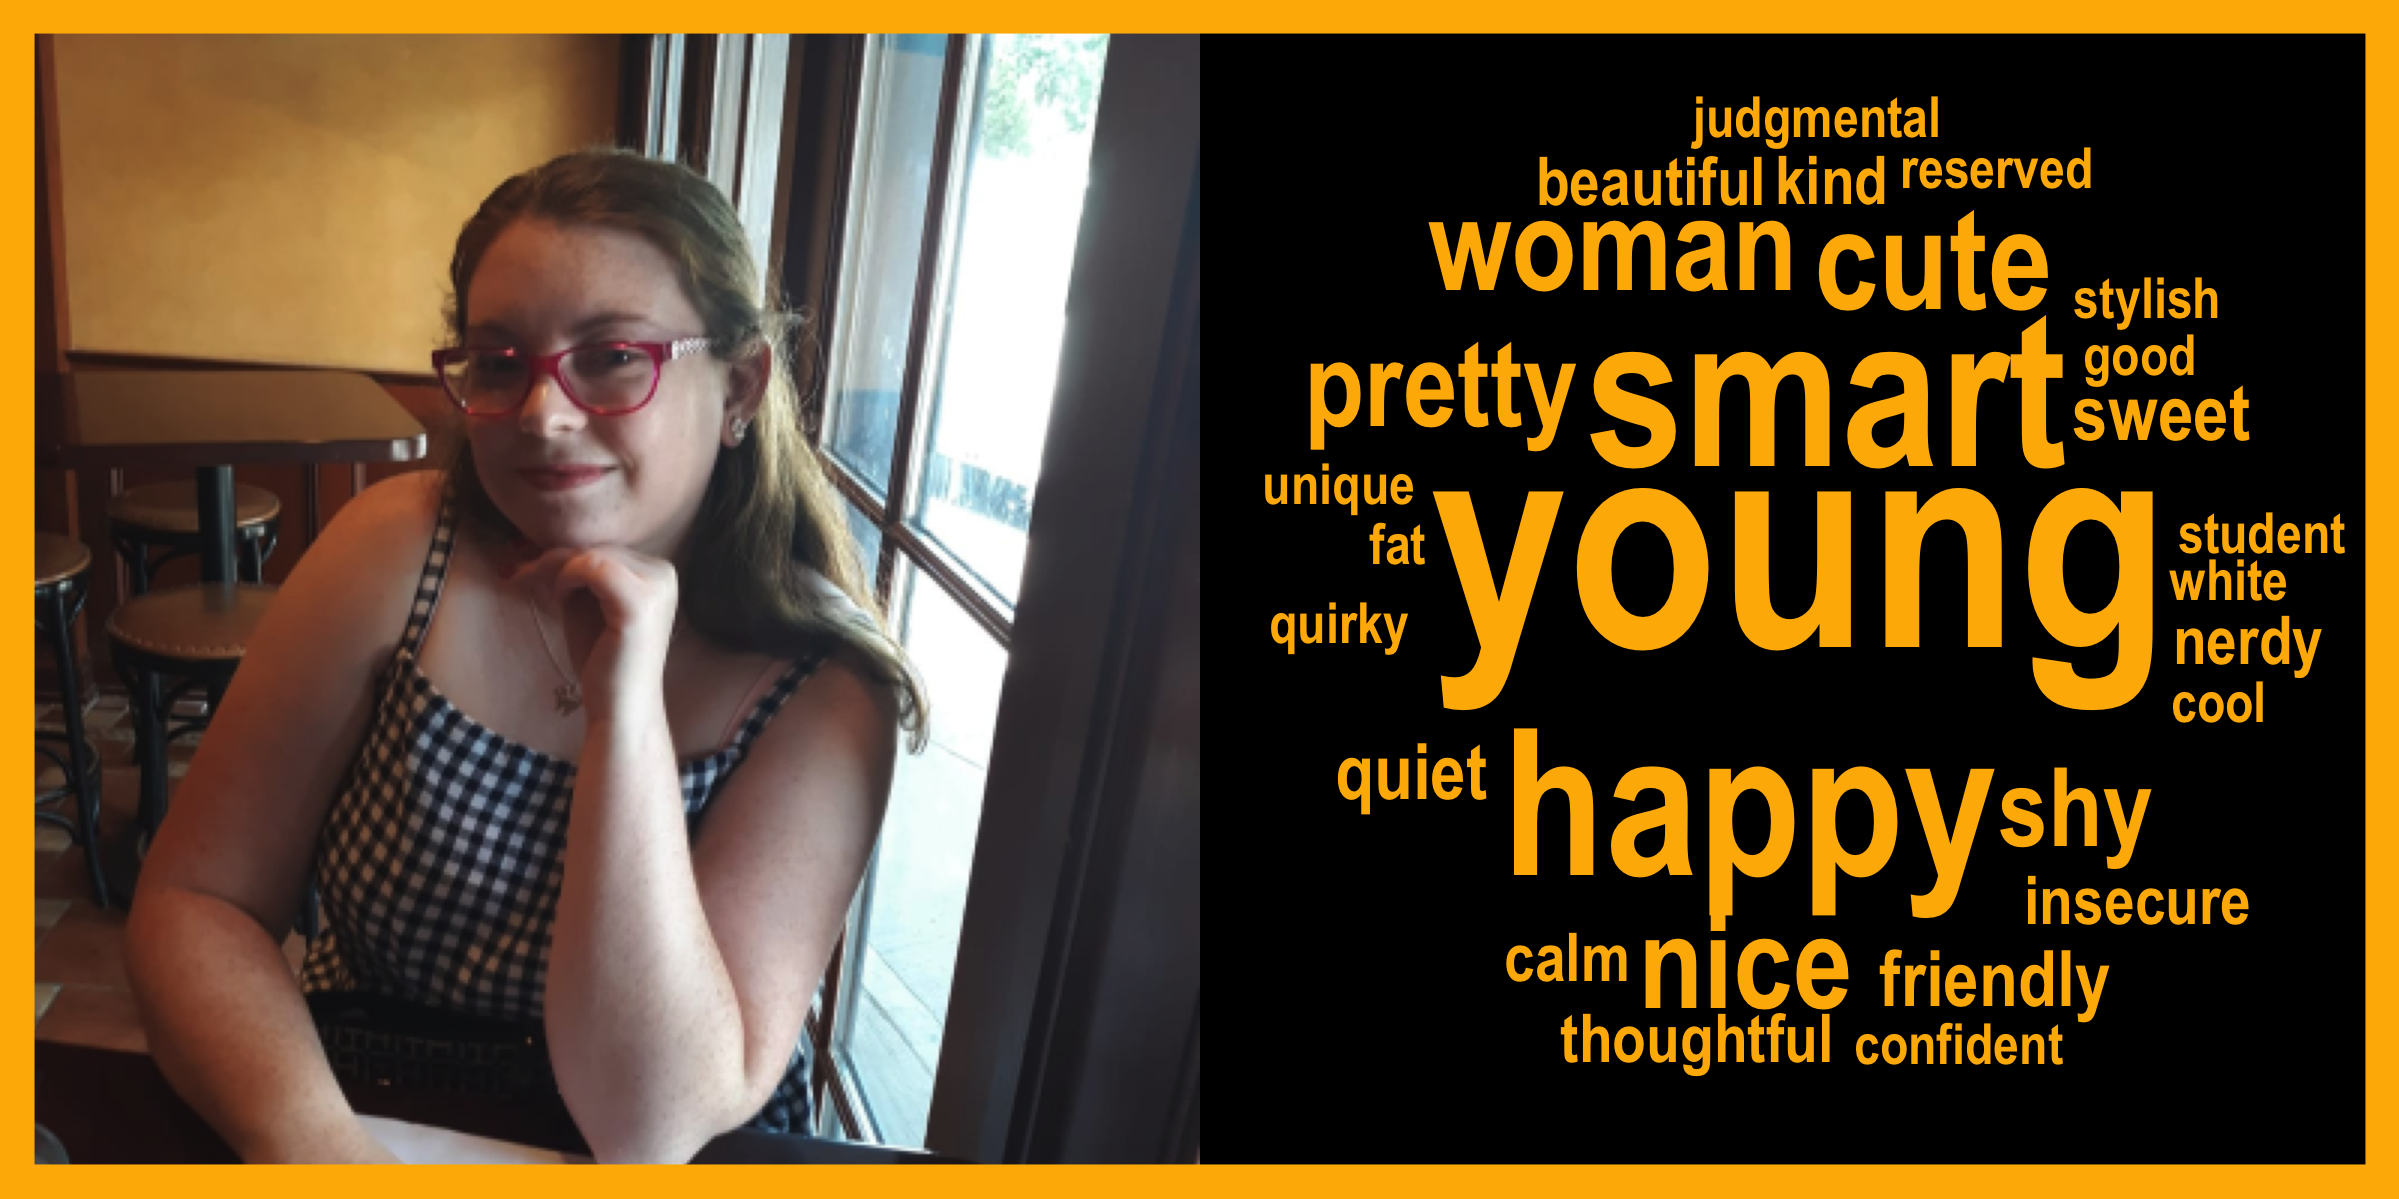 judgmental
beautiful kind reserved
woman cute
stylish
pretty smart good
sweet
unique
fat young student
white
quirky nerdy
cool
quiet happy shy
insecure
calm nice friendly
thoughtful confident